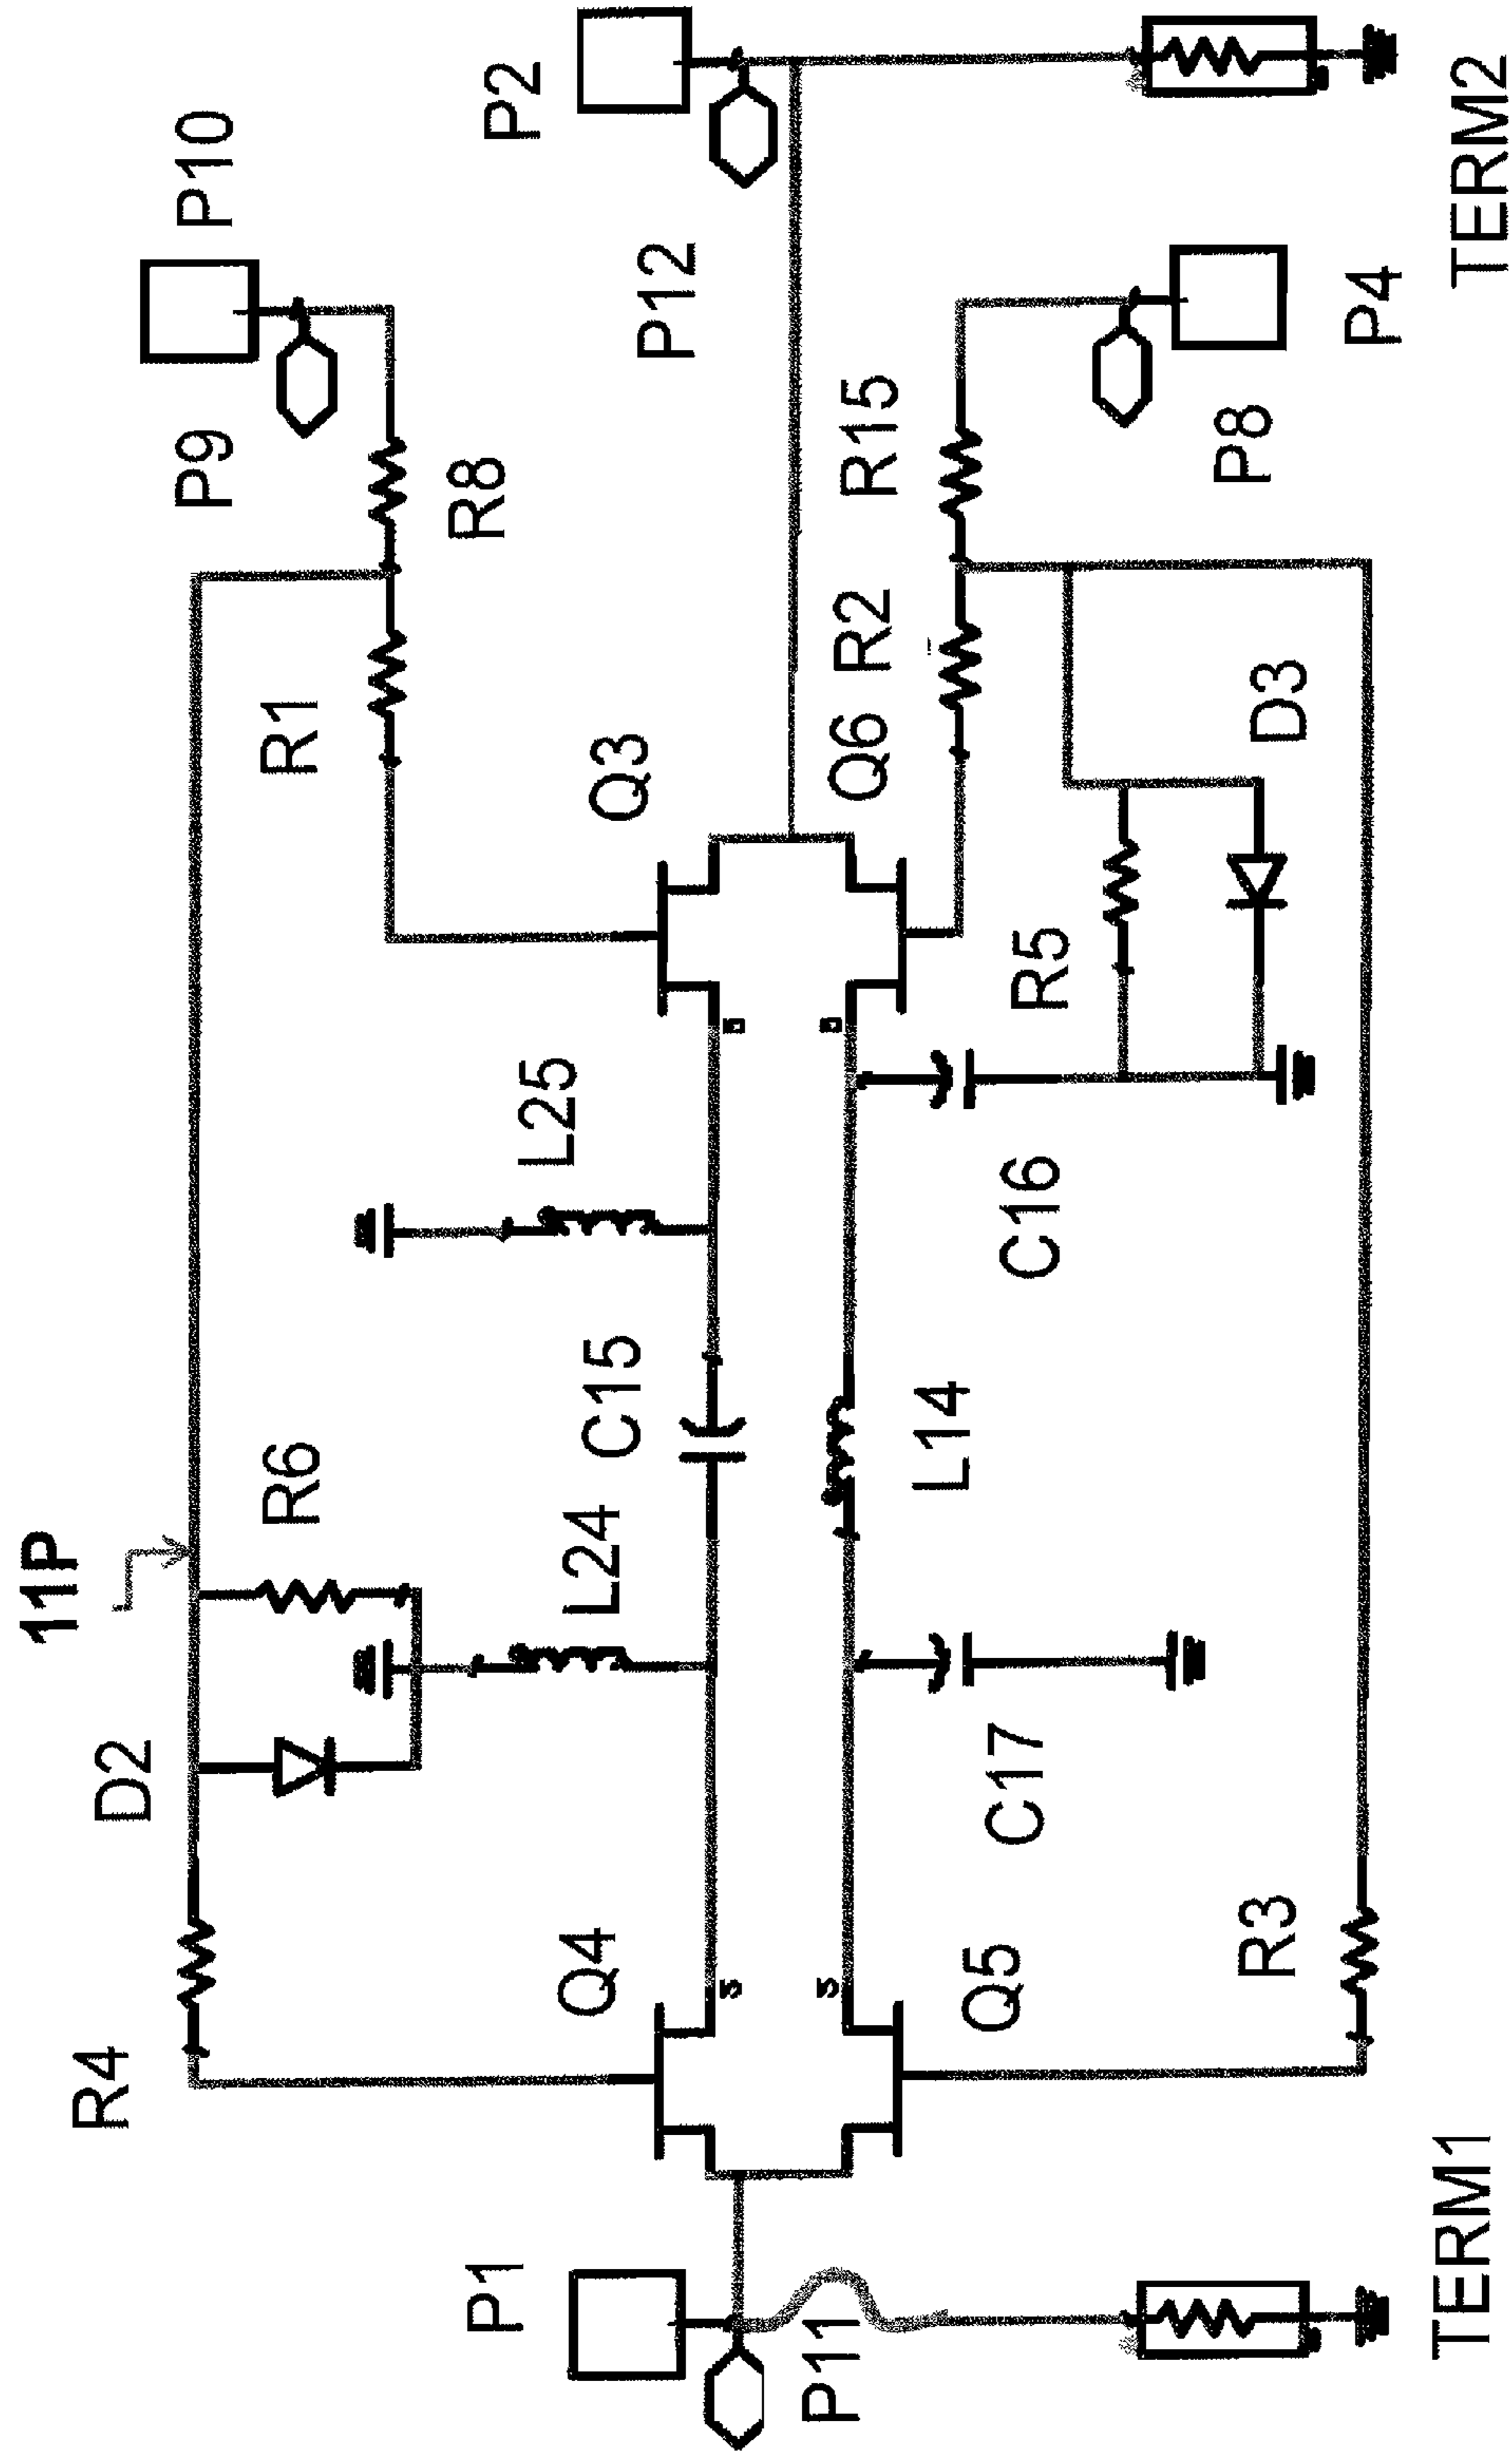 11P
P10
P9
P2
P12
R8
R1
Q3
R15
Q6
R2
P8
P4
TERM2
D3
R5
L25
C16
C15
L14
R6
L24
D2
C17
R4
Q4
Q5
R3
S
S
P1
P11
TERM1